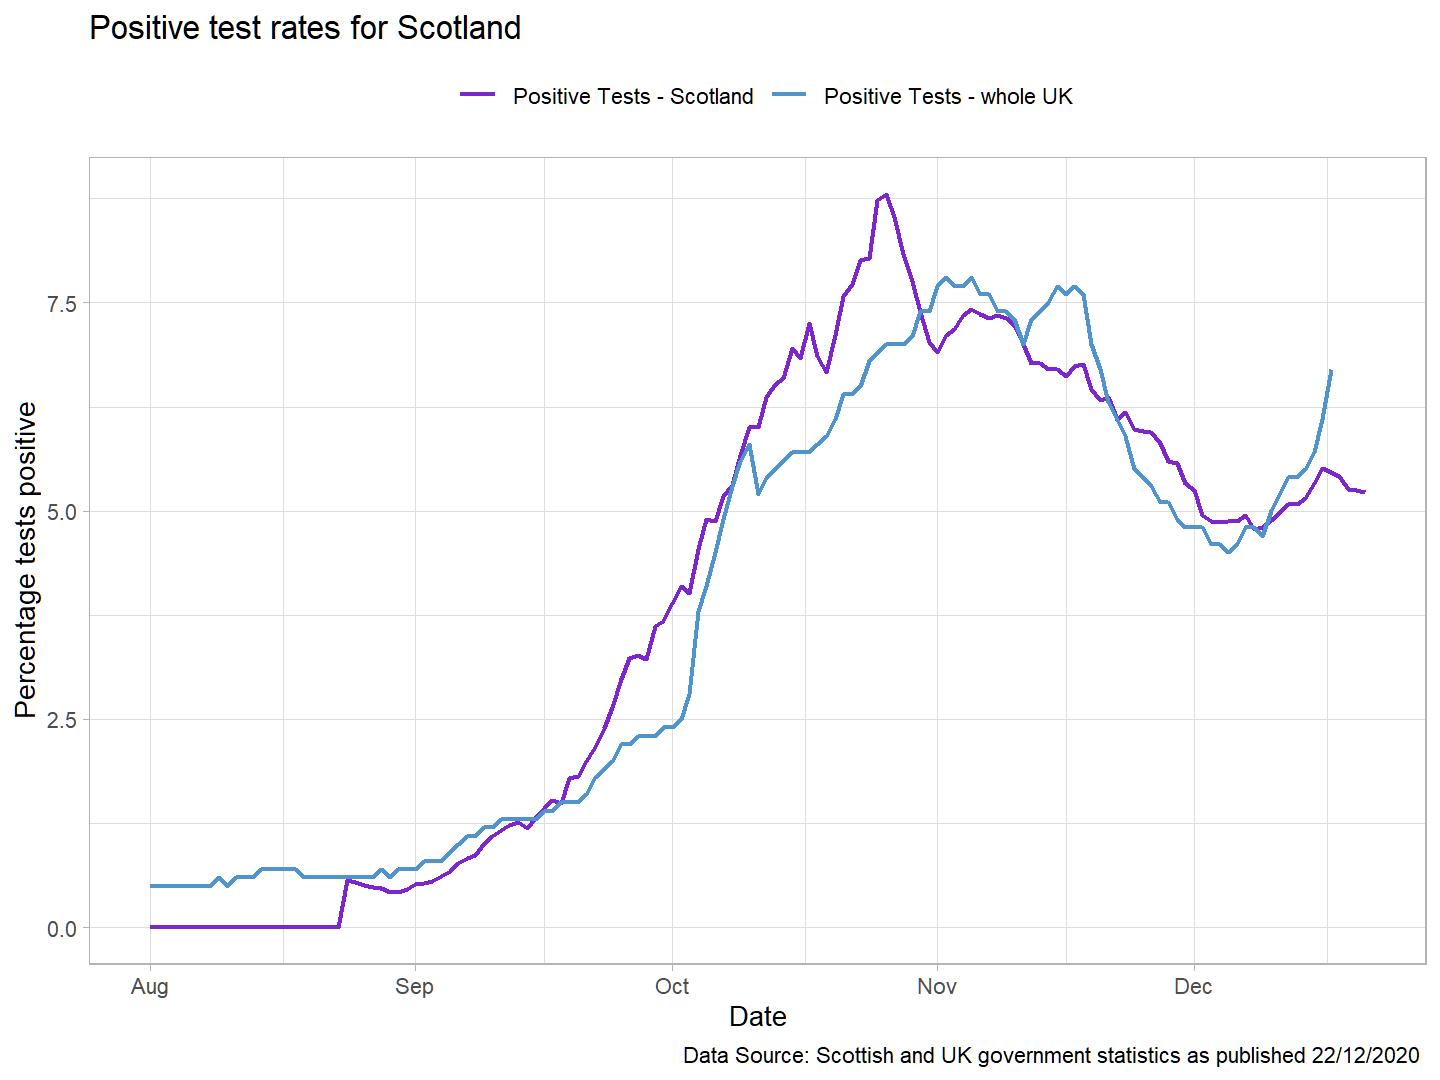 Positive test rates for Scotland
Positive Tests - Scotland
Positive Tests - whole UK
Percentage tests positive
7.5
5.0
2.5
0.0
Aug
Sep
Oct
Nov
Dec
Date
Data Source: Scottish and UK government statistics as published 22/12/2020